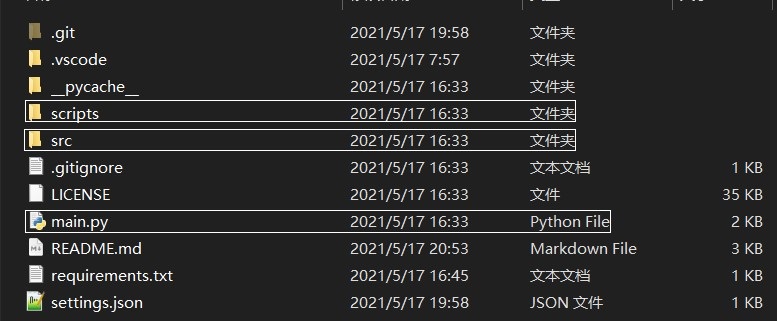 .git 2021/5/17 19:58 文件夹
.vscode 2021/5/17 7:57 文件夹
__pycache__ 2021/5/17 16:33 文件夹
scripts 2021/5/17 16:33 文件夹
src 2021/5/17 16:33 文件夹
.gitignore 2021/5/17 16:33 文本文档 1 KB
LICENSE 2021/5/17 16:33 文件 35 KB
main.py 2021/5/17 16:33 Python File 2 KB
README.md 2021/5/17 20:53 Markdown File 3 KB
requirements.txt 2021/5/17 16:45 文本文档 1 KB
settings.json 2021/5/17 19:58 JSON 文件 1 KB